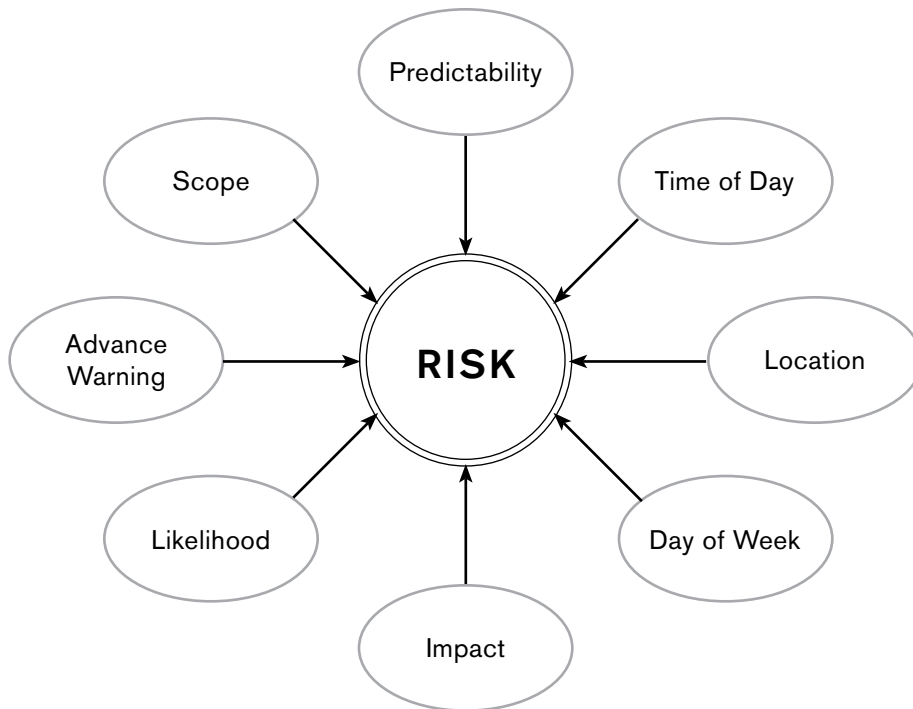 Predictability
Scope
Time of Day
Advance
Warning
RISK
Location
Likelihood
Day of Week
Impact